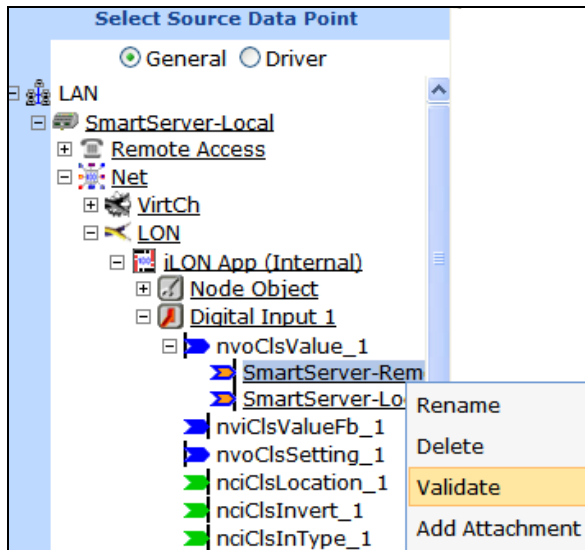 Select Source Data Point
General Driver
LAN
SmartServer-Local
Remote Access
Net
VirtCh
LON
iLON App (Internal)
Node Object
Digital Input 1
nvoClsValue_1
SmartServer-Rem
SmartServer-Lo
nviClsValueFb_1
nvoClsSetting_1
nciClsLocation_1
nciClsInvert_1
nciClsInType_1
Rename
Delete
Validate
Add Attachment